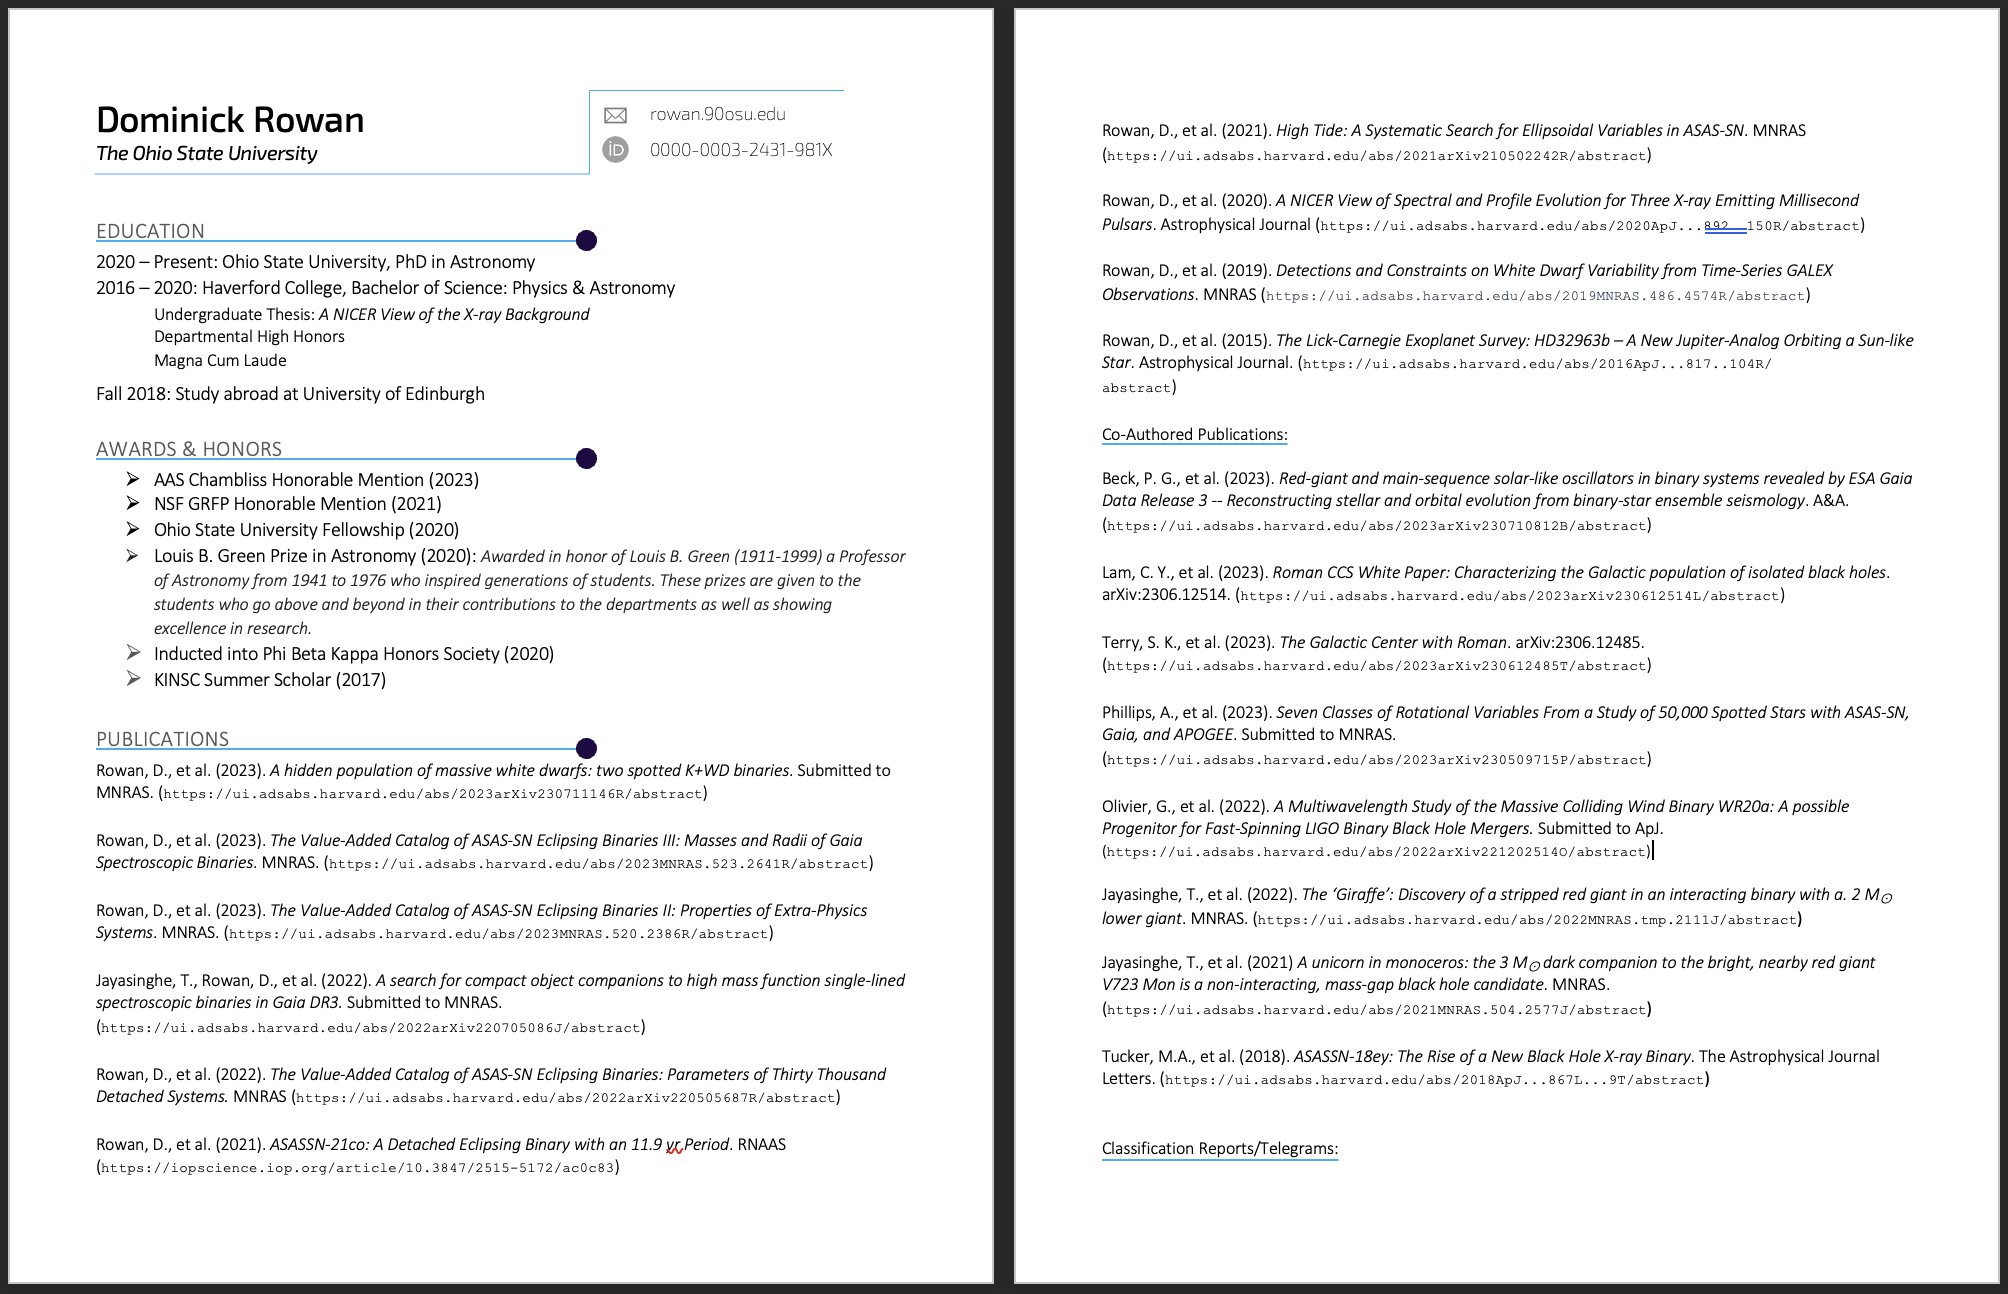 Dominick Rowan
The Ohio State University
rowan.90osu.edu
iD 0000-0003-2431-981X
EDUCATION
2020 – Present: Ohio State University, PhD in Astronomy
2016 – 2020: Haverford College, Bachelor of Science: Physics & Astronomy
Undergraduate Thesis: A NICER View of the X-ray Background
Departmental High Honors
Magna Cum Laude
Fall 2018: Study abroad at University of Edinburgh
AWARDS & HONORS
➢ AAS Chambliss Honorable Mention (2023)
➢ NSF GRFP Honorable Mention (2021)
➢ Ohio State University Fellowship (2020)
➢ Louis B. Green Prize in Astronomy (2020): Awarded in honor of Louis B. Green (1911-1999) a Professor
of Astronomy from 1941 to 1976 who inspired generations of students. These prizes are given to the
students who go above and beyond in their contributions to the departments as well as showing
excellence in research.
➢ Inducted into Phi Beta Kappa Honors Society (2020)
➢ KINSC Summer Scholar (2017)
PUBLICATIONS
Rowan, D., et al. (2023). A hidden population of massive white dwarfs: two spotted K+WD binaries. Submitted to
MNRAS. (https://ui.adsabs.harvard.edu/abs/2023arXiv230711146R/abstract)
Rowan, D., et al. (2023). The Value-Added Catalog of ASAS-SN Eclipsing Binaries III: Masses and Radii of Gaia
Spectroscopic Binaries. MNRAS. (https://ui.adsabs.harvard.edu/abs/2023MNRAS.523.2641R/abstract)
Rowan, D., et al. (2023). The Value-Added Catalog of ASAS-SN Eclipsing Binaries II: Properties of Extra-Physics
Systems. MNRAS. (https://ui.adsabs.harvard.edu/abs/2023MNRAS.520.2386R/abstract)
Jayasinghe, T., Rowan, D., et al. (2022). A search for compact object companions to high mass function single-lined
spectroscopic binaries in Gaia DR3. Submitted to MNRAS.
(https://ui.adsabs.harvard.edu/abs/2022arXiv220705086J/abstract)
Rowan, D., et al. (2022). The Value-Added Catalog of ASAS-SN Eclipsing Binaries: Parameters of Thirty Thousand
Detached Systems. MNRAS (https://ui.adsabs.harvard.edu/abs/2022arXiv220505687R/abstract)
Rowan, D., et al. (2021). ASASSN-21co: A Detached Eclipsing Binary with an 11.9 yr Period. RNAAS
(https://iopscience.iop.org/article/10.3847/2515-5172/ac0c83)
Rowan, D., et al. (2021). High Tide: A Systematic Search for Ellipsoidal Variables in ASAS-SN. MNRAS
(https://ui.adsabs.harvard.edu/abs/2021arXiv210502242R/abstract)
Rowan, D., et al. (2020). A NICER View of Spectral and Profile Evolution for Three X-ray Emitting Millisecond
Pulsars. Astrophysical Journal (https://ui.adsabs.harvard.edu/abs/2020ApJ...892..150R/abstract)
Rowan, D., et al. (2019). Detections and Constraints on White Dwarf Variability from Time-Series GALEX
Observations. MNRAS (https://ui.adsabs.harvard.edu/abs/2019MNRAS.486.4574R/abstract)
Rowan, D., et al. (2015). The Lick-Carnegie Exoplanet Survey: HD32963b – A New Jupiter-Analog Orbiting a Sun-like
Star. Astrophysical Journal. (https://ui.adsabs.harvard.edu/abs/2016ApJ...817..104R/
abstract)
Co-Authored Publications:
Beck, P. G., et al. (2023). Red-giant and main-sequence solar-like oscillators in binary systems revealed by ESA Gaia
Data Release 3 -- Reconstructing stellar and orbital evolution from binary-star ensemble seismology. A&A.
(https://ui.adsabs.harvard.edu/abs/2023arXiv230710812B/abstract)
Lam, C. Y., et al. (2023). Roman CCS White Paper: Characterizing the Galactic population of isolated black holes.
arXiv:2306.12514. (https://ui.adsabs.harvard.edu/abs/2023arXiv230612514L/abstract)
Terry, S. K., et al. (2023). The Galactic Center with Roman. arXiv:2306.12485.
(https://ui.adsabs.harvard.edu/abs/2023arXiv230612485T/abstract)
Phillips, A., et al. (2023). Seven Classes of Rotational Variables From a Study of 50,000 Spotted Stars with ASAS-SN,
Gaia, and APOGEE. Submitted to MNRAS.
(https://ui.adsabs.harvard.edu/abs/2023arXiv230509715P/abstract)
Olivier, G., et al. (2022). A Multiwavelength Study of the Massive Colliding Wind Binary WR20a: A possible
Progenitor for Fast-Spinning LIGO Binary Black Hole Mergers. Submitted to ApJ.
(https://ui.adsabs.harvard.edu/abs/2022arXiv221202514O/abstract)
Jayasinghe, T., et al. (2022). The ‘Giraffe’: Discovery of a stripped red giant in an interacting binary with a. 2 M☉
lower giant. MNRAS. (https://ui.adsabs.harvard.edu/abs/2022MNRAS.tmp.2111J/abstract)
Jayasinghe, T., et al. (2021) A unicorn in monoceros: the 3 M☉ dark companion to the bright, nearby red giant
V723 Mon is a non-interacting, mass-gap black hole candidate. MNRAS.
(https://ui.adsabs.harvard.edu/abs/2021MNRAS.504.2577J/abstract)
Tucker, M.A., et al. (2018). ASASSN-18ey: The Rise of a New Black Hole X-ray Binary. The Astrophysical Journal
Letters. (https://ui.adsabs.harvard.edu/abs/2018ApJ...867L...9T/abstract)
Classification Reports/Telegrams: